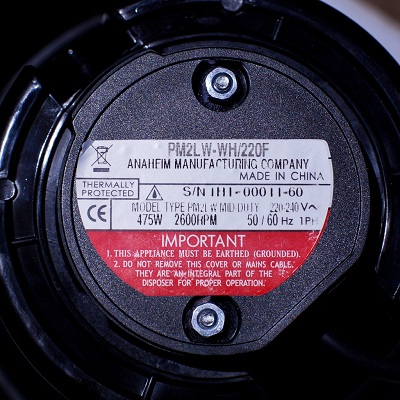 PM2LW-WH/220F
ANAHEIM MANUFACTURING COMPANY
MADE IN CHINA
THERMALLY PROTECTED
S/N 1H1-00011-60
CE
MODEL TYPE PM2LW MID DUTY 220-240V~
475W 2600RPM 50/60 Hz 1PH
IMPORTANT
1. THIS APPLIANCE MUST BE EARTHED (GROUNDED).
2. DO NOT REMOVE THIS COVER OR MAINS CABLE.
THEY ARE AN INTEGRAL PART OF THE
DISPOSER FOR PROPER OPERATION.